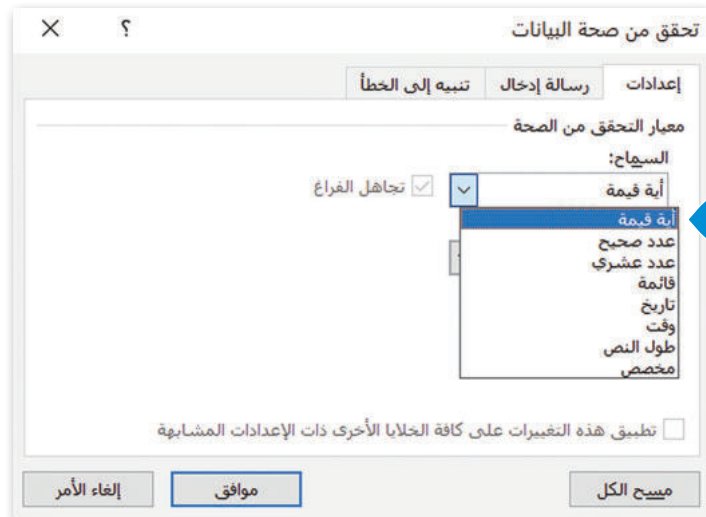 تحقق من صحة البيانات
؟
إعدادات
رسالة إدخال
تنبيه إلى الخطأ
معيار التحقق من الصحة
السماح:
أية قيمة
تجاهل الفراغ
أية قيمة
عدد صحيح
عدد عشري
قائمة
تاريخ
وقت
طول النص
مخصص
تطبيق هذه التغييرات على كافة الخلايا الأخرى ذات الإعدادات المشابهة
مسح الكل
موافق
إلغاء الأمر